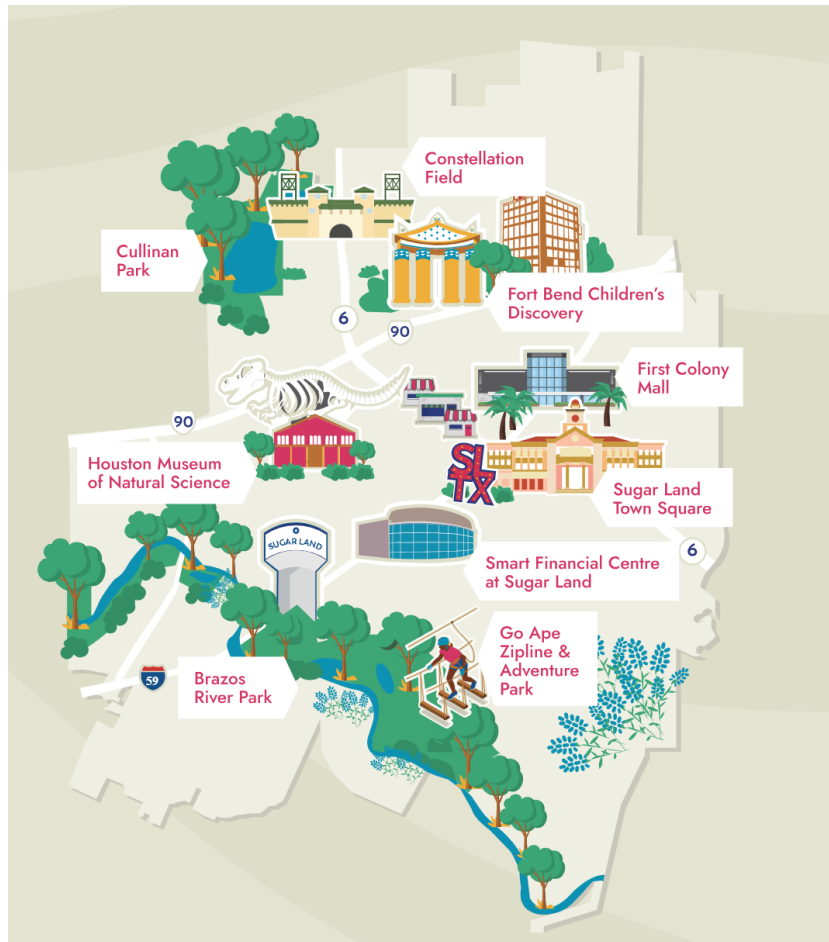 Constellation
Field
Cullinan
Park
Fort Bend Children's
Discovery
6
90
First Colony
Mall
90
Houston Museum
of Natural Science
SL
TX
Sugar Land
Town Square
SUGAR LAND
Smart Financial Centre
at Sugar Land
6
Go Ape
Zipline &
Adventure
Park
59
Brazos
River Park